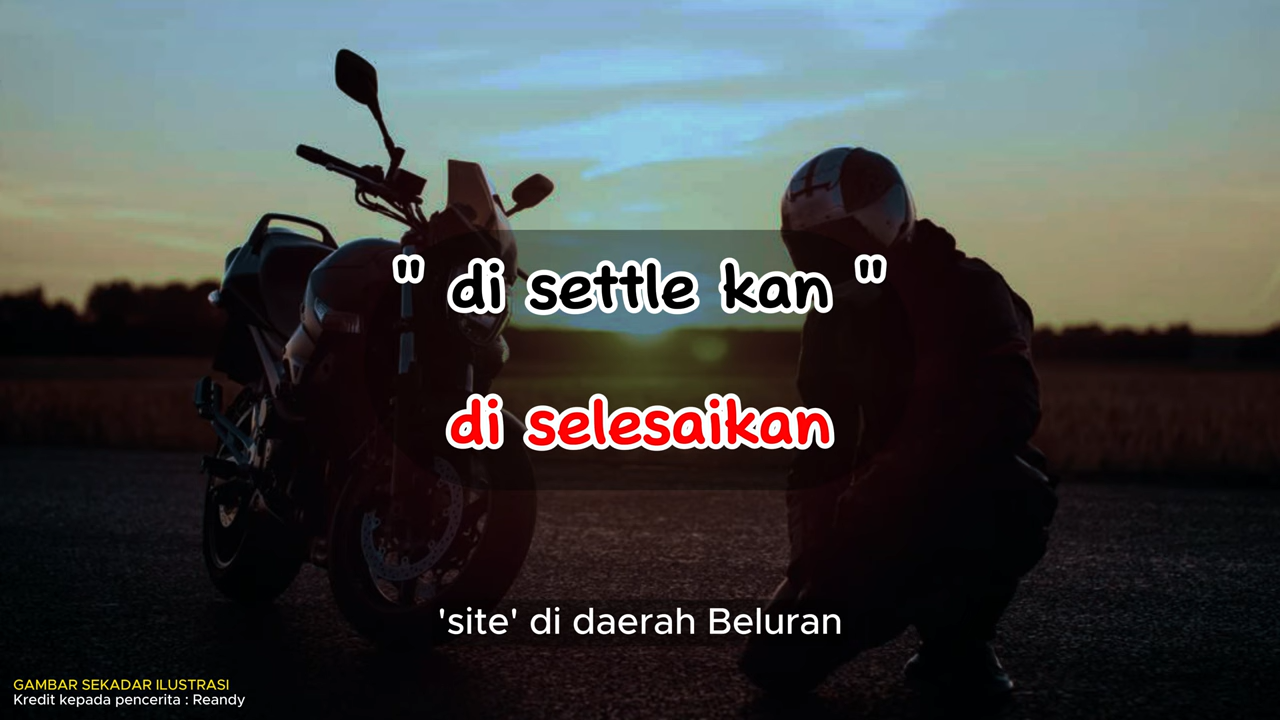 " di settle kan "
di selesaikan
'site' di daerah Beluran
GAMBAR SEKADAR ILUSTRASI
Kredit kepada pencerita : Reandy